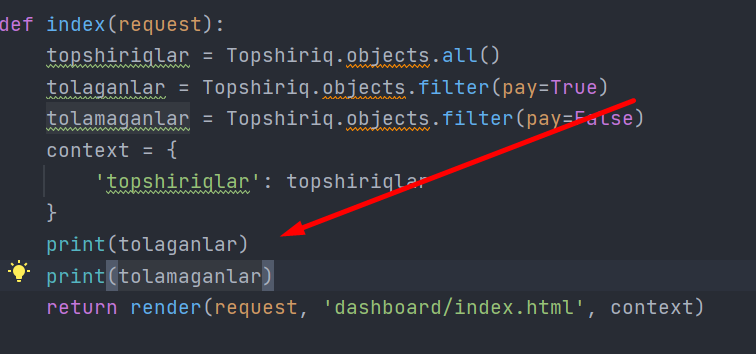 def index(request):
    topshiriqlar = Topshiriq.objects.all()
    tolaganlar = Topshiriq.objects.filter(pay=True)
    tolamaganlar = Topshiriq.objects.filter(pay=False)
    context = {
        'topshiriqlar': topshiriqlar
    }
    print(tolaganlar)
    print(tolamaganlar)
    return render(request, 'dashboard/index.html', context)